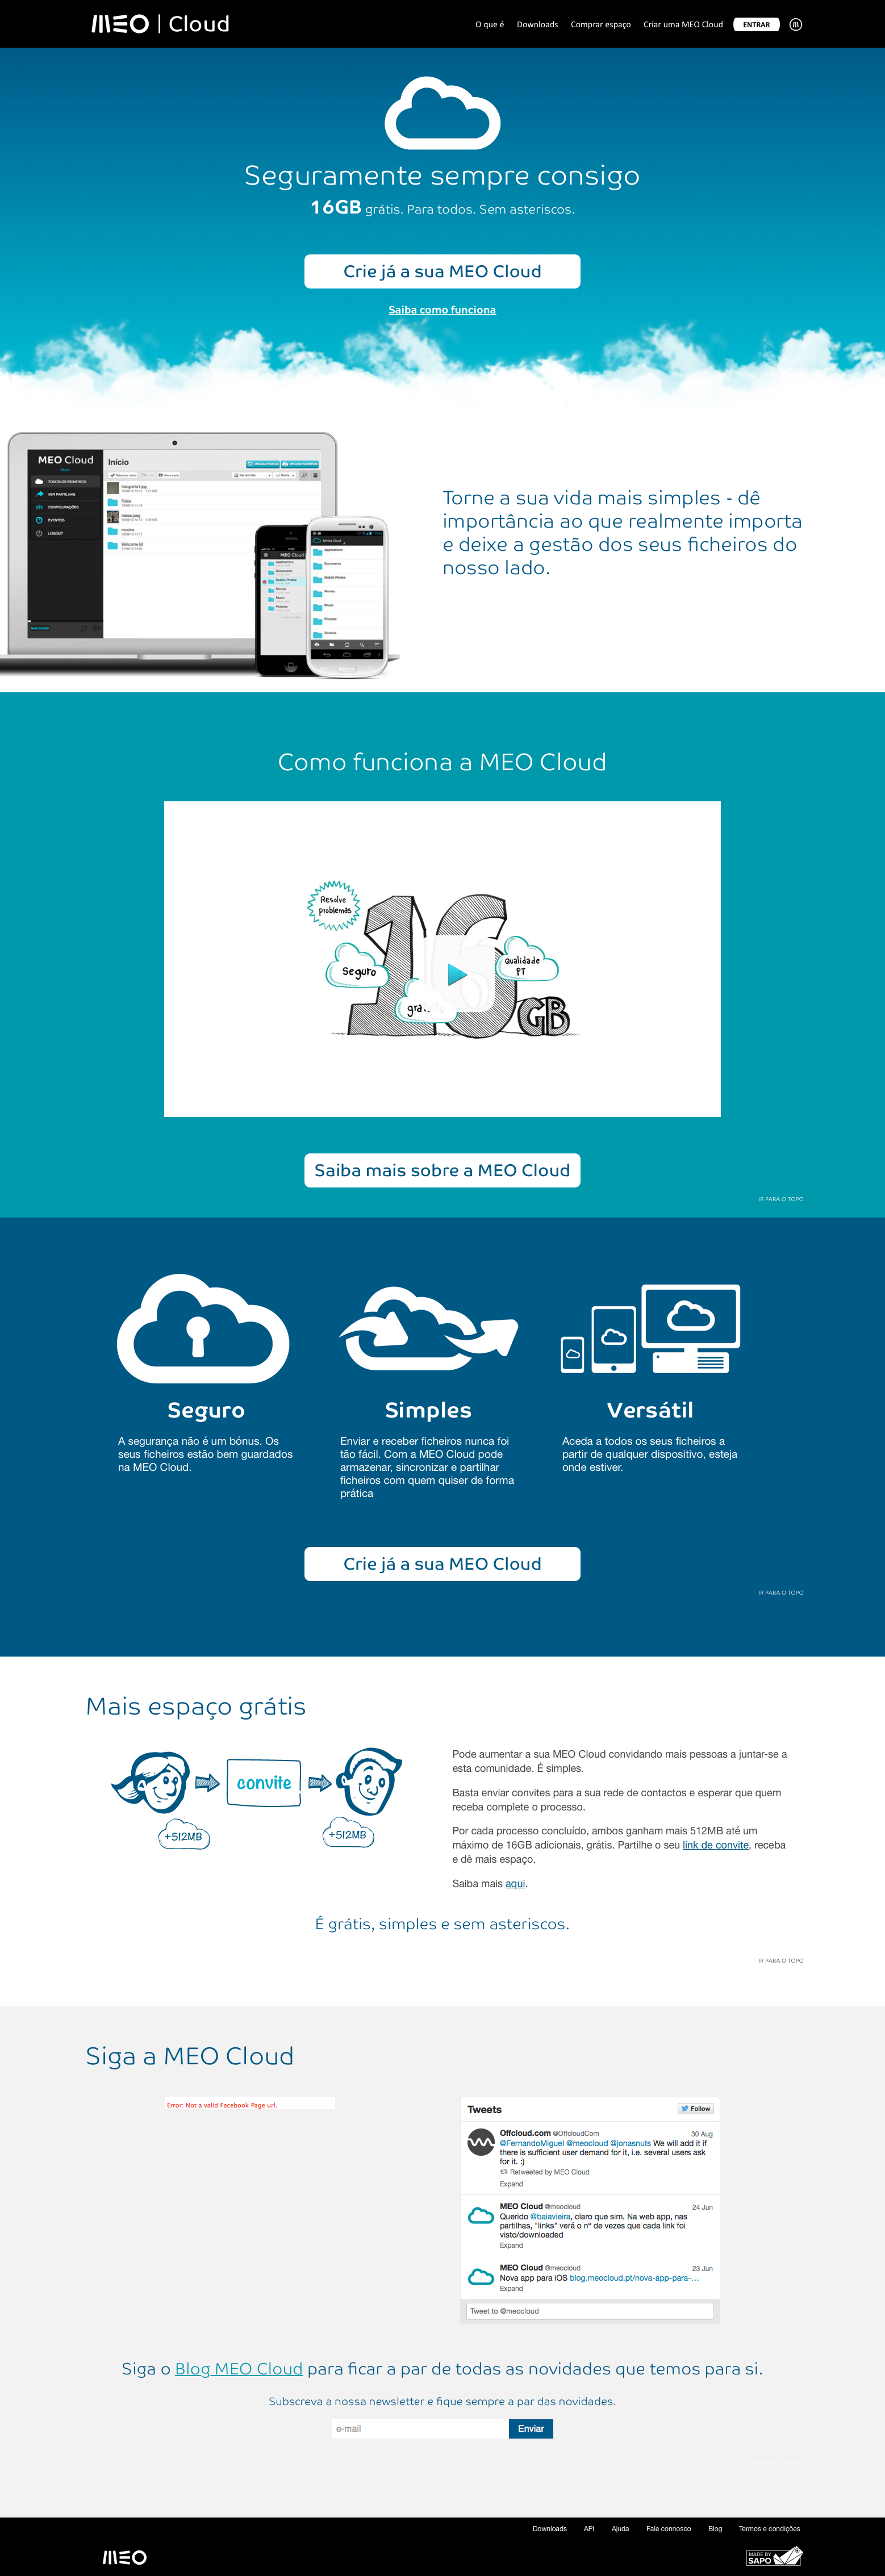 MEO | Cloud
O que é Downloads Comprar espaço Criar uma MEO Cloud ENTRAR
Seguramente sempre consigo
16GB grátis. Para todos. Sem asteriscos.
Crie já a sua MEO Cloud
Saiba como funciona
MEO Cloud
Início
TODOS OS FICHEIROS
VER PARTILHAS
CONFIGURAÇÕES
EVENTOS
LOGOUT
Torne a sua vida mais simples - dê
importância ao que realmente importa
e deixe a gestão dos seus ficheiros do
nosso lado.
Como funciona a MEO Cloud
Resolve
problemas
Seguro
Qualidade
PT
16
GB
Saiba mais sobre a MEO Cloud
IR PARA O TOPO
Seguro
A segurança não é um bónus. Os
seus ficheiros estão bem guardados
na MEO Cloud.
Simples
Enviar e receber ficheiros nunca foi
tão fácil. Com a MEO Cloud pode
armazenar, sincronizar e partilhar
ficheiros com quem quiser de forma
prática
Versátil
Aceda a todos os seus ficheiros a
partir de qualquer dispositivo, esteja
onde estiver.
Crie já a sua MEO Cloud
IR PARA O TOPO
Mais espaço grátis
convite
+512MB
+512MB
Pode aumentar a sua MEO Cloud convidando mais pessoas a juntar-se a
esta comunidade. É simples.
Basta enviar convites para a sua rede de contactos e esperar que quem
receba complete o processo.
Por cada processo concluído, ambos ganham mais 512MB até um
máximo de 16GB adicionais, grátis. Partilhe o seu link de convite, receba
e dê mais espaço.
Saiba mais aqui.
É grátis, simples e sem asteriscos.
IR PARA O TOPO
Siga a MEO Cloud
Error: Not a valid Facebook Page url.
Tweets
Follow
Offcloud.com @OffcloudCom 30 Aug
@FernandoMiguel @meocloud @jonasnuts We will add it if
there is sufficient user demand for it, i.e. several users ask
for it. :)
Retweeted by MEO Cloud
Expand
MEO Cloud @meocloud 24 Jun
Querido @baiavieira, claro que sim. Na web app, nas
partilhas, "links" verá o nº de vezes que cada link foi
visto/downloaded
Expand
MEO Cloud @meocloud 23 Jun
Nova app para iOS blog.meocloud.pt/nova-app-para-…
Expand
Tweet to @meocloud
Siga o Blog MEO Cloud para ficar a par de todas as novidades que temos para si.
Subscreva a nossa newsletter e fique sempre a par das novidades.
e-mail
Enviar
Downloads API Ajuda Fale connosco Blog Termos e condições
MEO
MADE BY
SAPO